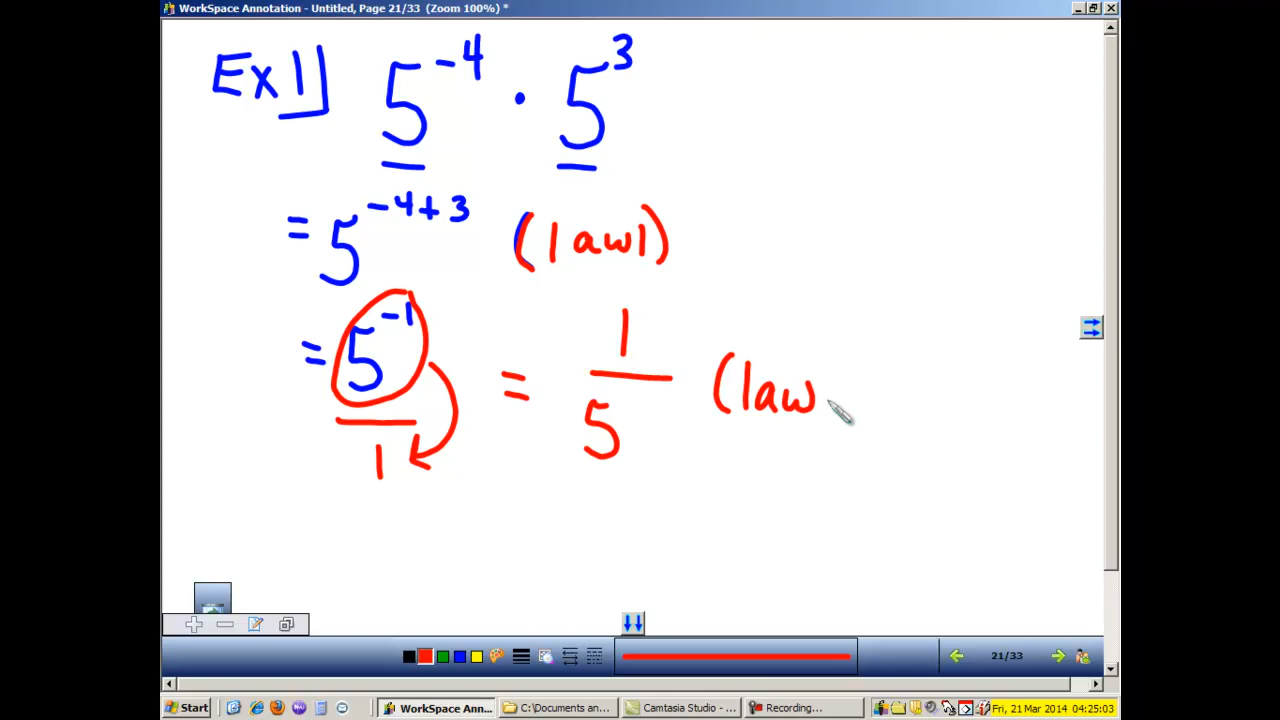 WorkSpace Annotation - Untitled, Page 21/33 (Zoom 100%) *
Ex 1] 5^-4 · 5^3
= 5^-4+3 (law1)
= 5^-1/1 = 1/5 (law
21/33
Start
WorkSpace Ann...
C:\Documents an...
Camtasia Studio - ...
Recording...
Fri, 21 Mar 2014 04:25:03